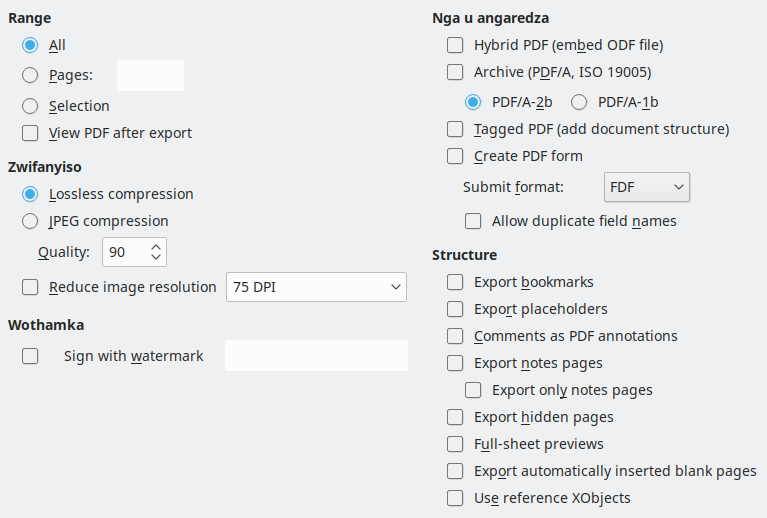 Range
All
Pages:
Selection
View PDF after export
Zwifanyiso
Lossless compression
JPEG compression
Quality: 90
Reduce image resolution 75 DPI
Wothamka
Sign with watermark
Nga u angaredza
Hybrid PDF (embed ODF file)
Archive (PDF/A, ISO 19005)
PDF/A-2b PDF/A-1b
Tagged PDF (add document structure)
Create PDF form
Submit format: FDF
Allow duplicate field names
Structure
Export bookmarks
Export placeholders
Comments as PDF annotations
Export notes pages
Export only notes pages
Export hidden pages
Full-sheet previews
Export automatically inserted blank pages
Use reference XObjects